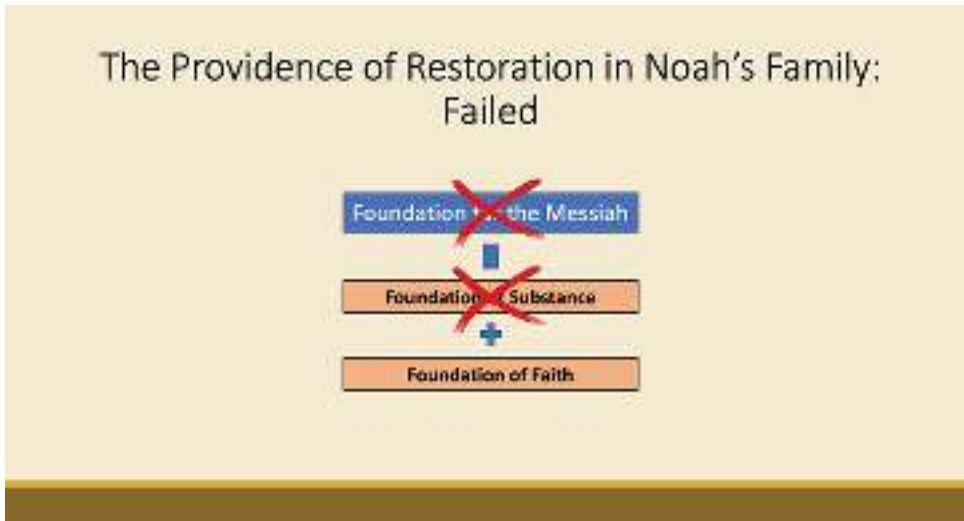 The Providence of Restoration in Noah's Family:
Failed
Foundation the Messiah
Foundation Substance
Foundation of Faith